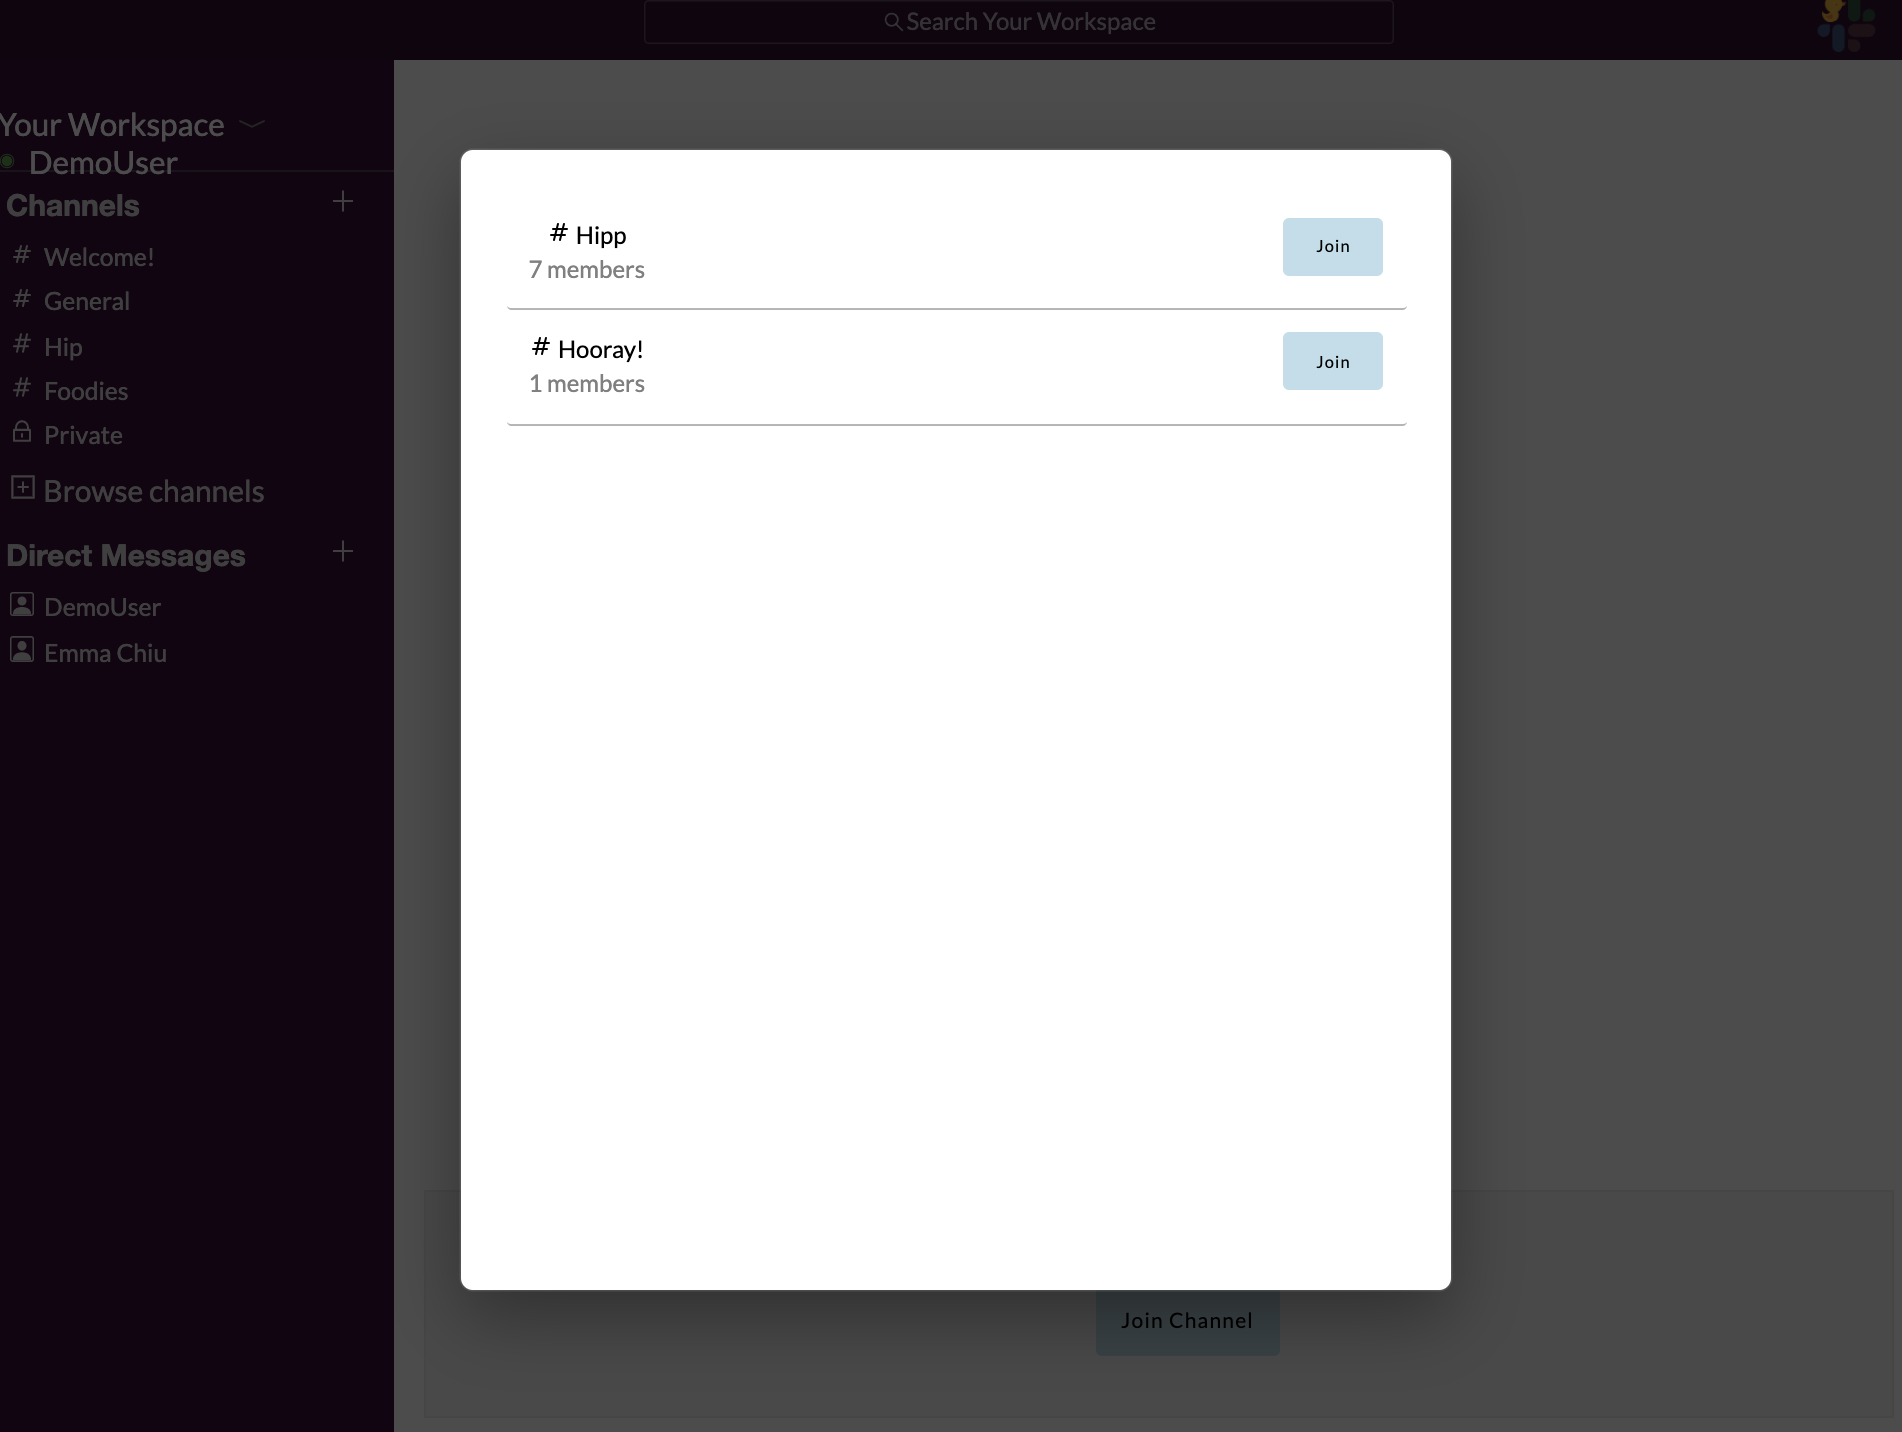 Search Your Workspace
Your Workspace
DemoUser
Channels +
# Welcome!
# General
# Hip
# Foodies
Private
Browse channels
Direct Messages +
DemoUser
Emma Chiu
# Hipp
7 members
Join
# Hooray!
1 members
Join
Join Channel